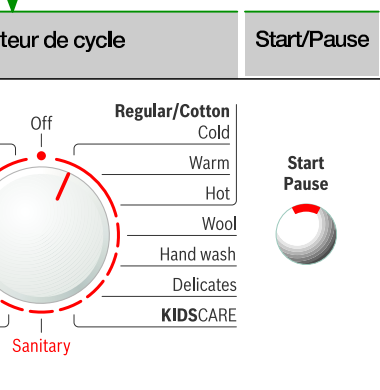 teur de cycle
Start/Pause
Off
Regular/Cotton
Cold
Warm
Hot
Wool
Hand wash
Delicates
KIDSCARE
Sanitary
Start
Pause